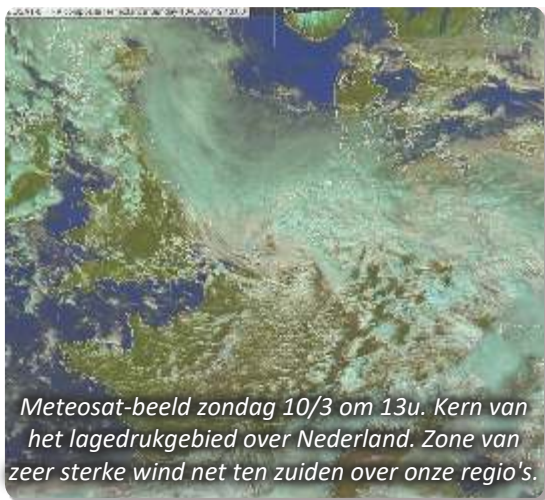 Meteosat-beeld zondag 10/3 om 13u. Kern van
het lagedrukgebied over Nederland. Zone van
zeer sterke wind net ten zuiden over onze regio's.